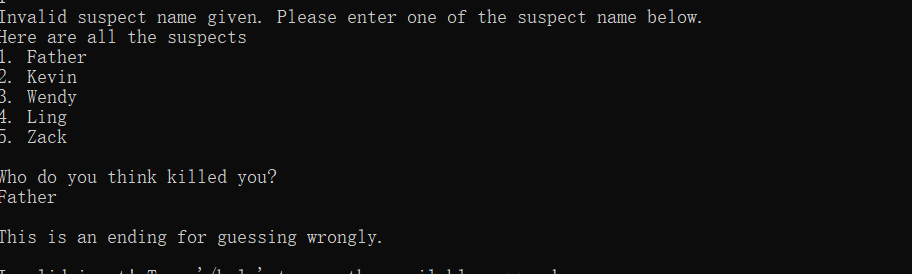 Invalid suspect name given. Please enter one of the suspect name below.
Here are all the suspects
1. Father
2. Kevin
3. Wendy
4. Ling
5. Zack
Who do you think killed you?
Father
This is an ending for guessing wrongly.